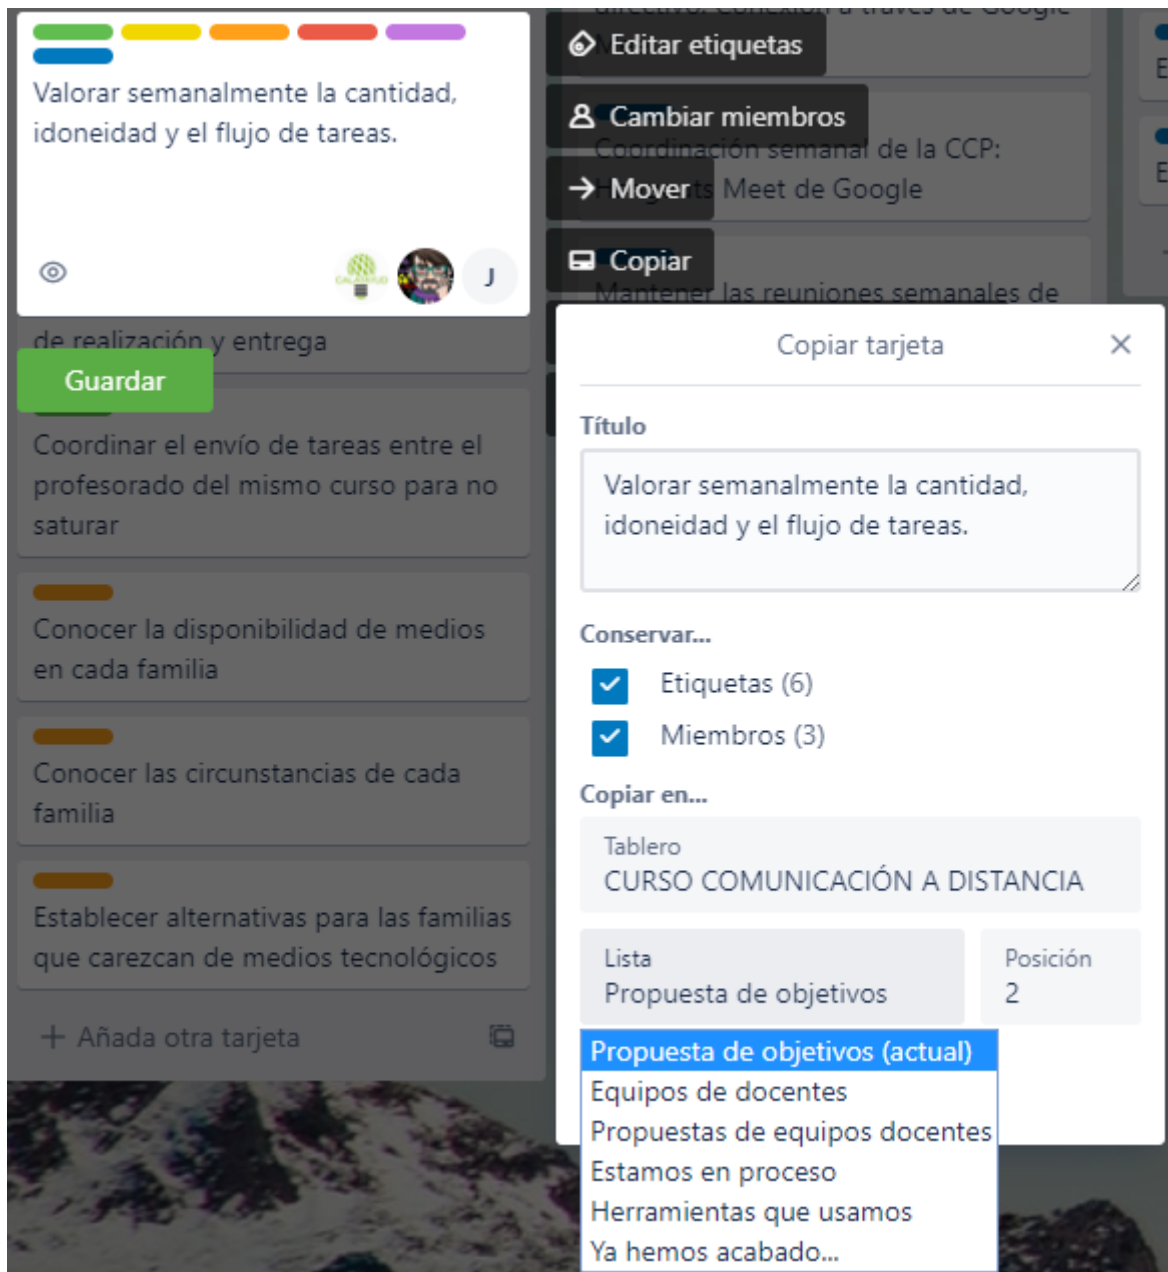 Valorar semanalmente la cantidad,
idoneidad y el flujo de tareas.
J
de realización y entrega
Guardar
Coordinar el envío de tareas entre el
profesorado del mismo curso para no
saturar
Conocer la disponibilidad de medios
en cada familia
Conocer las circunstancias de cada
familia
Establecer alternativas para las familias
que carezcan de medios tecnológicos
+ Añada otra tarjeta
directivo. Conexión a través de Google
Editar etiquetas
Cambiar miembros
Coordinación semanal de la CCP:
Mover
Meet de Google
Copiar
Mantener las reuniones semanales de
E
E
Copiar tarjeta
Título
Valorar semanalmente la cantidad,
idoneidad y el flujo de tareas.
Conservar...
Etiquetas (6)
Miembros (3)
Copiar en...
Tablero
CURSO COMUNICACIÓN A DISTANCIA
Lista
Propuesta de objetivos
Posición
2
Propuesta de objetivos (actual)
Equipos de docentes
Propuestas de equipos docentes
Estamos en proceso
Herramientas que usamos
Ya hemos acabado...